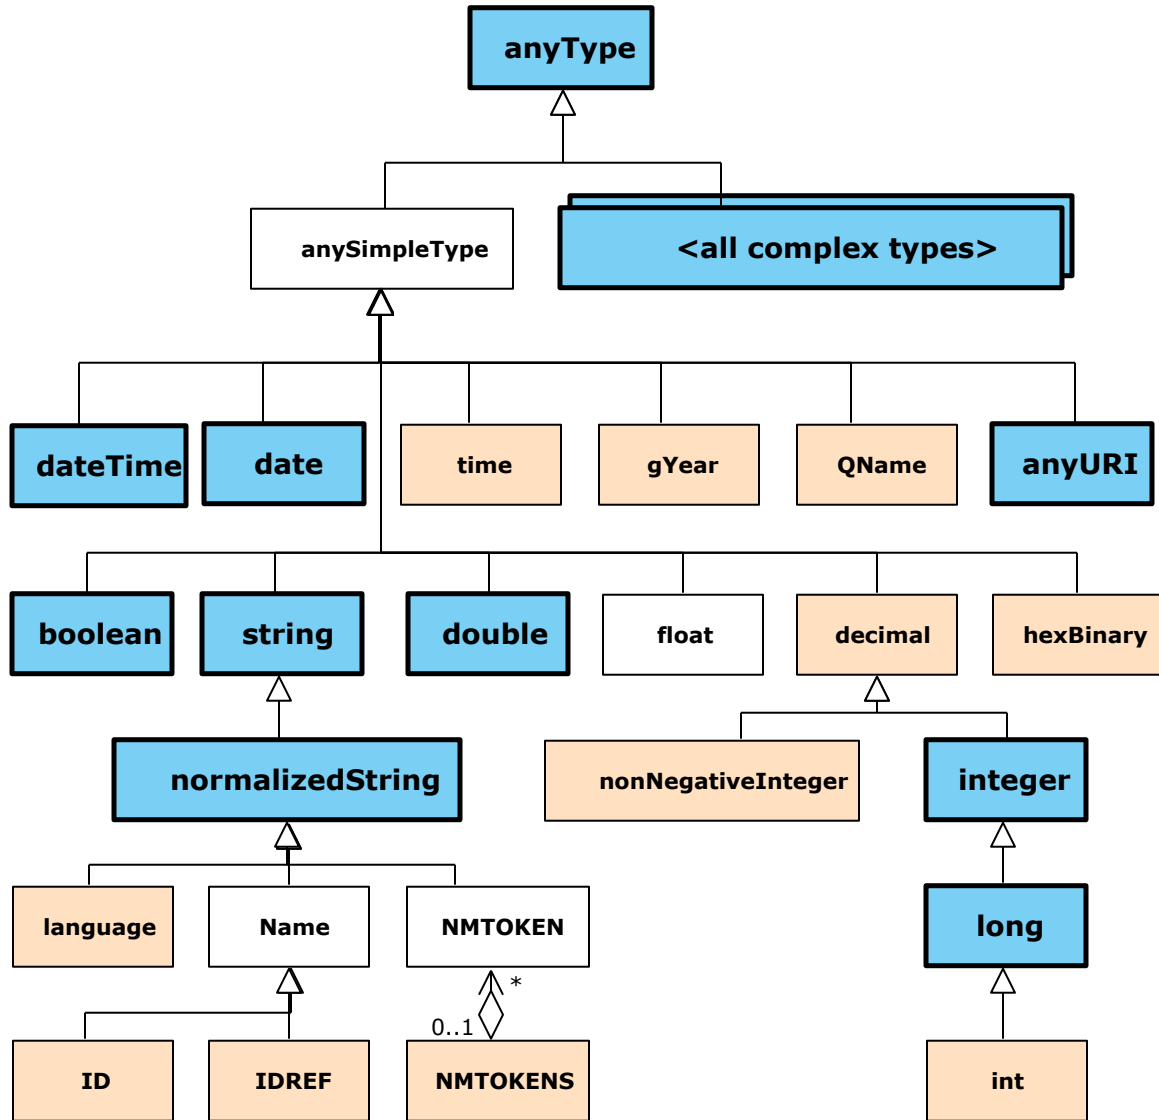 anyType
anySimpleType
<all complex types>
dateTime
date
time
gYear
QName
anyURI
boolean
string
double
float
decimal
hexBinary
normalizedString
nonNegativeInteger
integer
language
Name
NMTOKEN
long
*
0..1
ID
IDREF
NMTOKENS
int